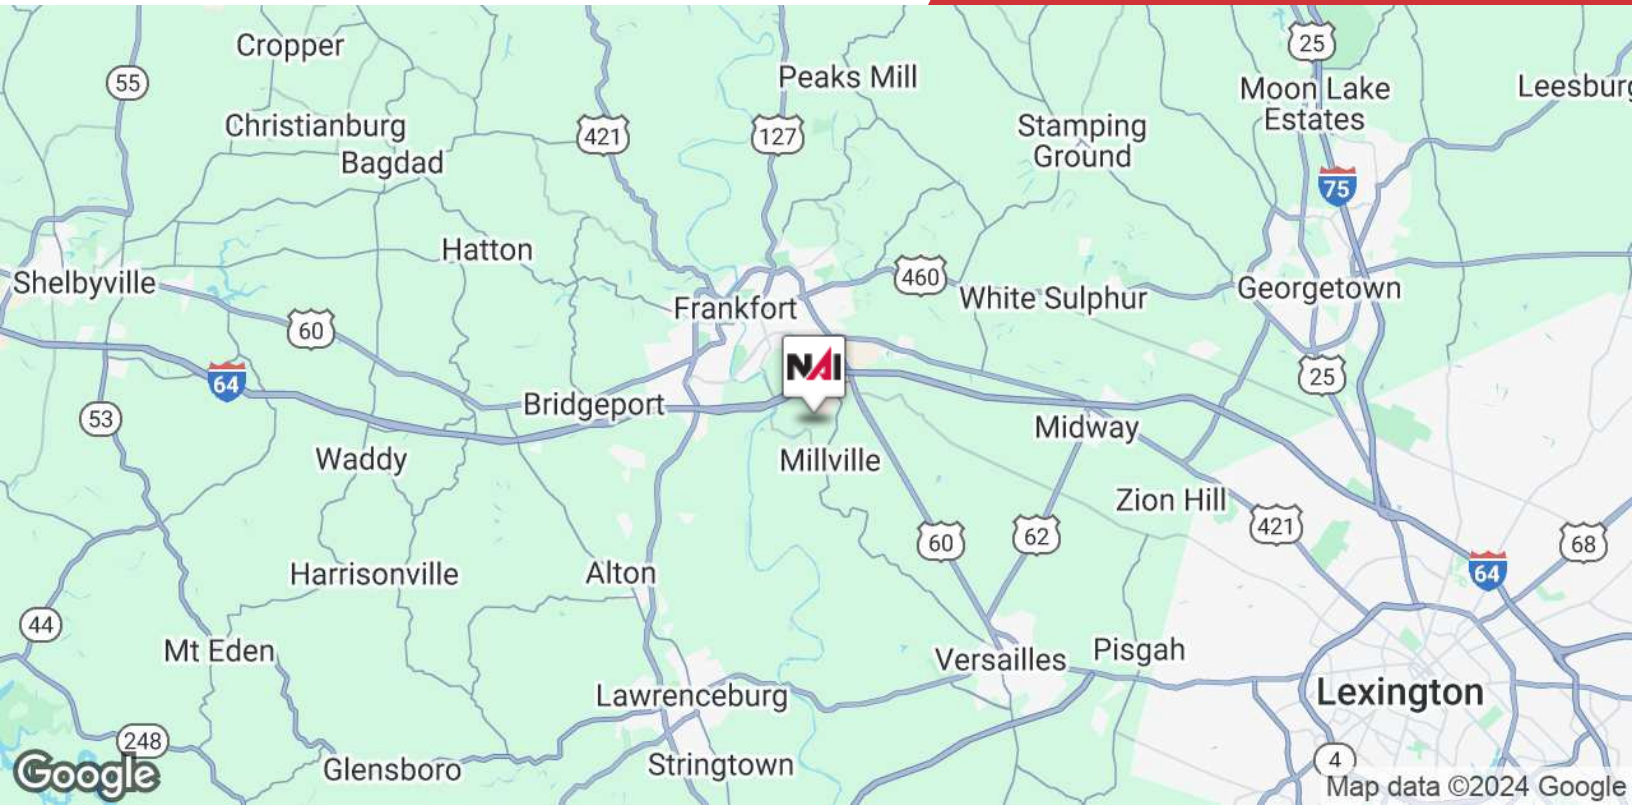 Cropper
25
55
Peaks Mill
Moon Lake
Estates
Leesburg
Christianburg
421
127
Stamping
Ground
Bagdad
75
Hatton
460
Shelbyville
White Sulphur
Georgetown
Frankfort
60
NAI
64
25
Bridgeport
53
Midway
Waddy
Millville
Zion Hill
421
60
62
68
64
Harrisonville
Alton
44
Mt Eden
Versailles
Pisgah
Lawrenceburg
Lexington
248
Glensboro
Stringtown
4
Google
Map data ©2024 Google